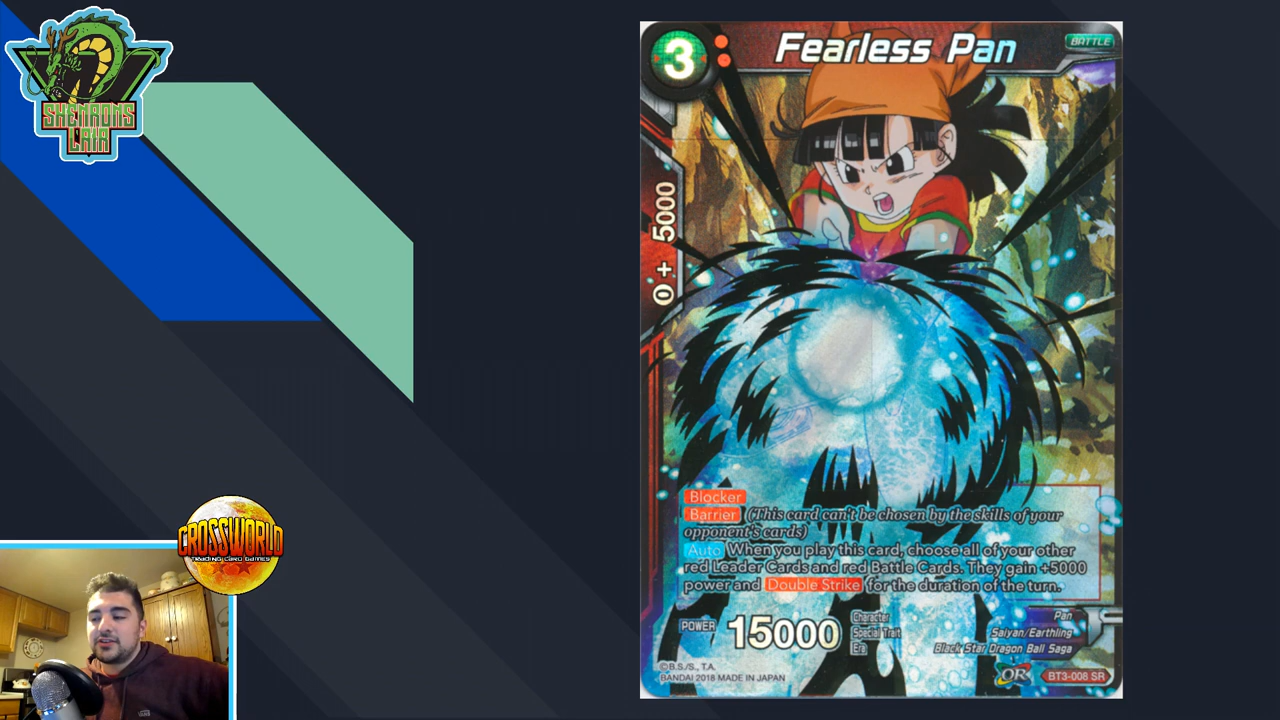 SHENRONS
LAIR
3
Fearless Pan
BATTLE
0 + 5000
Blocker
Barrier (This card can't be chosen by the skills of your
opponent's cards)
Auto When you play this card, choose all of your other
red Leader Cards and red Battle Cards. They gain +5000
power and Double Strike for the duration of the turn.
POWER 15000
Character Pan
Special Trait Saiyan/Earthling
Era Black Star Dragon Ball Saga
©B.S./S., T.A.
BANDAI 2018 MADE IN JAPAN
OR BT3-008 SR
CROSSWORLD
TRADING CARD GAMES